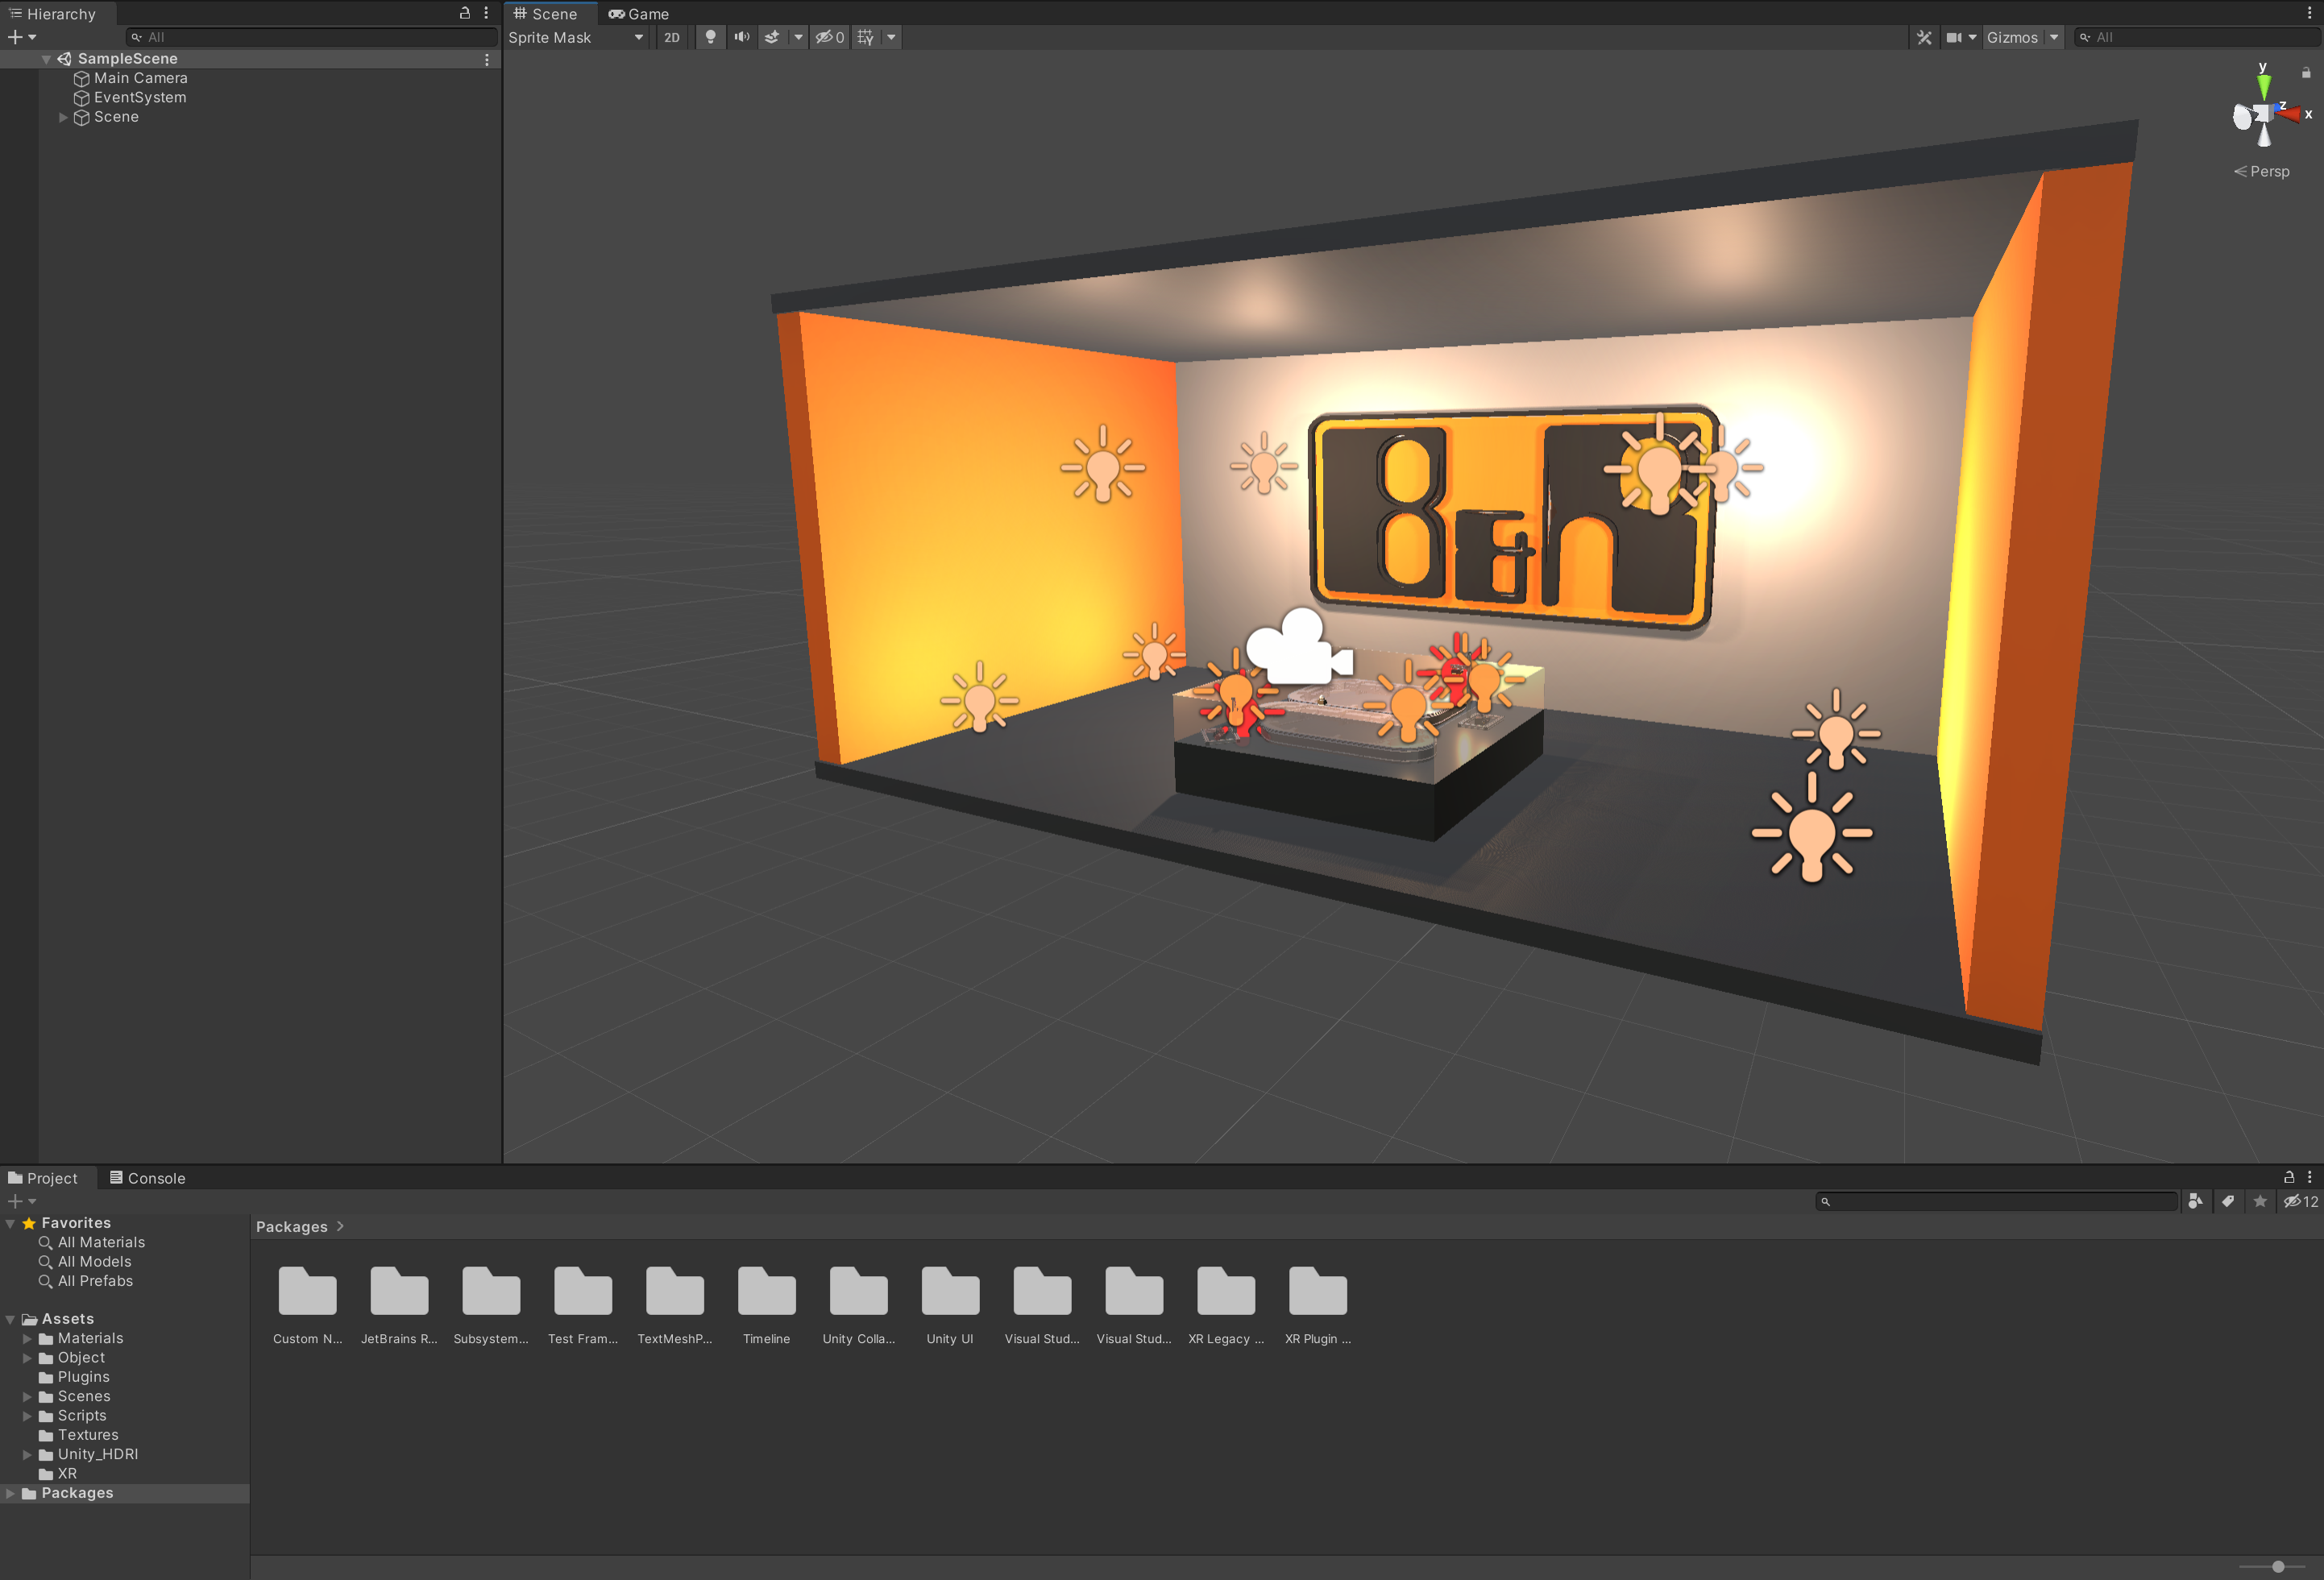 Hierarchy
All
SampleScene
Main Camera
EventSystem
Scene
Scene
Game
Sprite Mask
2D
0
Gizmos
All
y
z
x
Persp
Project
Console
12
Favorites
All Materials
All Models
All Prefabs
Assets
Materials
Object
Plugins
Scenes
Scripts
Textures
Unity_HDRI
XR
Packages
Packages
Custom N...
JetBrains R...
Subsystem...
Test Fram...
TextMeshP...
Timeline
Unity Colla...
Unity UI
Visual Stud...
Visual Stud...
XR Legacy ...
XR Plugin ...